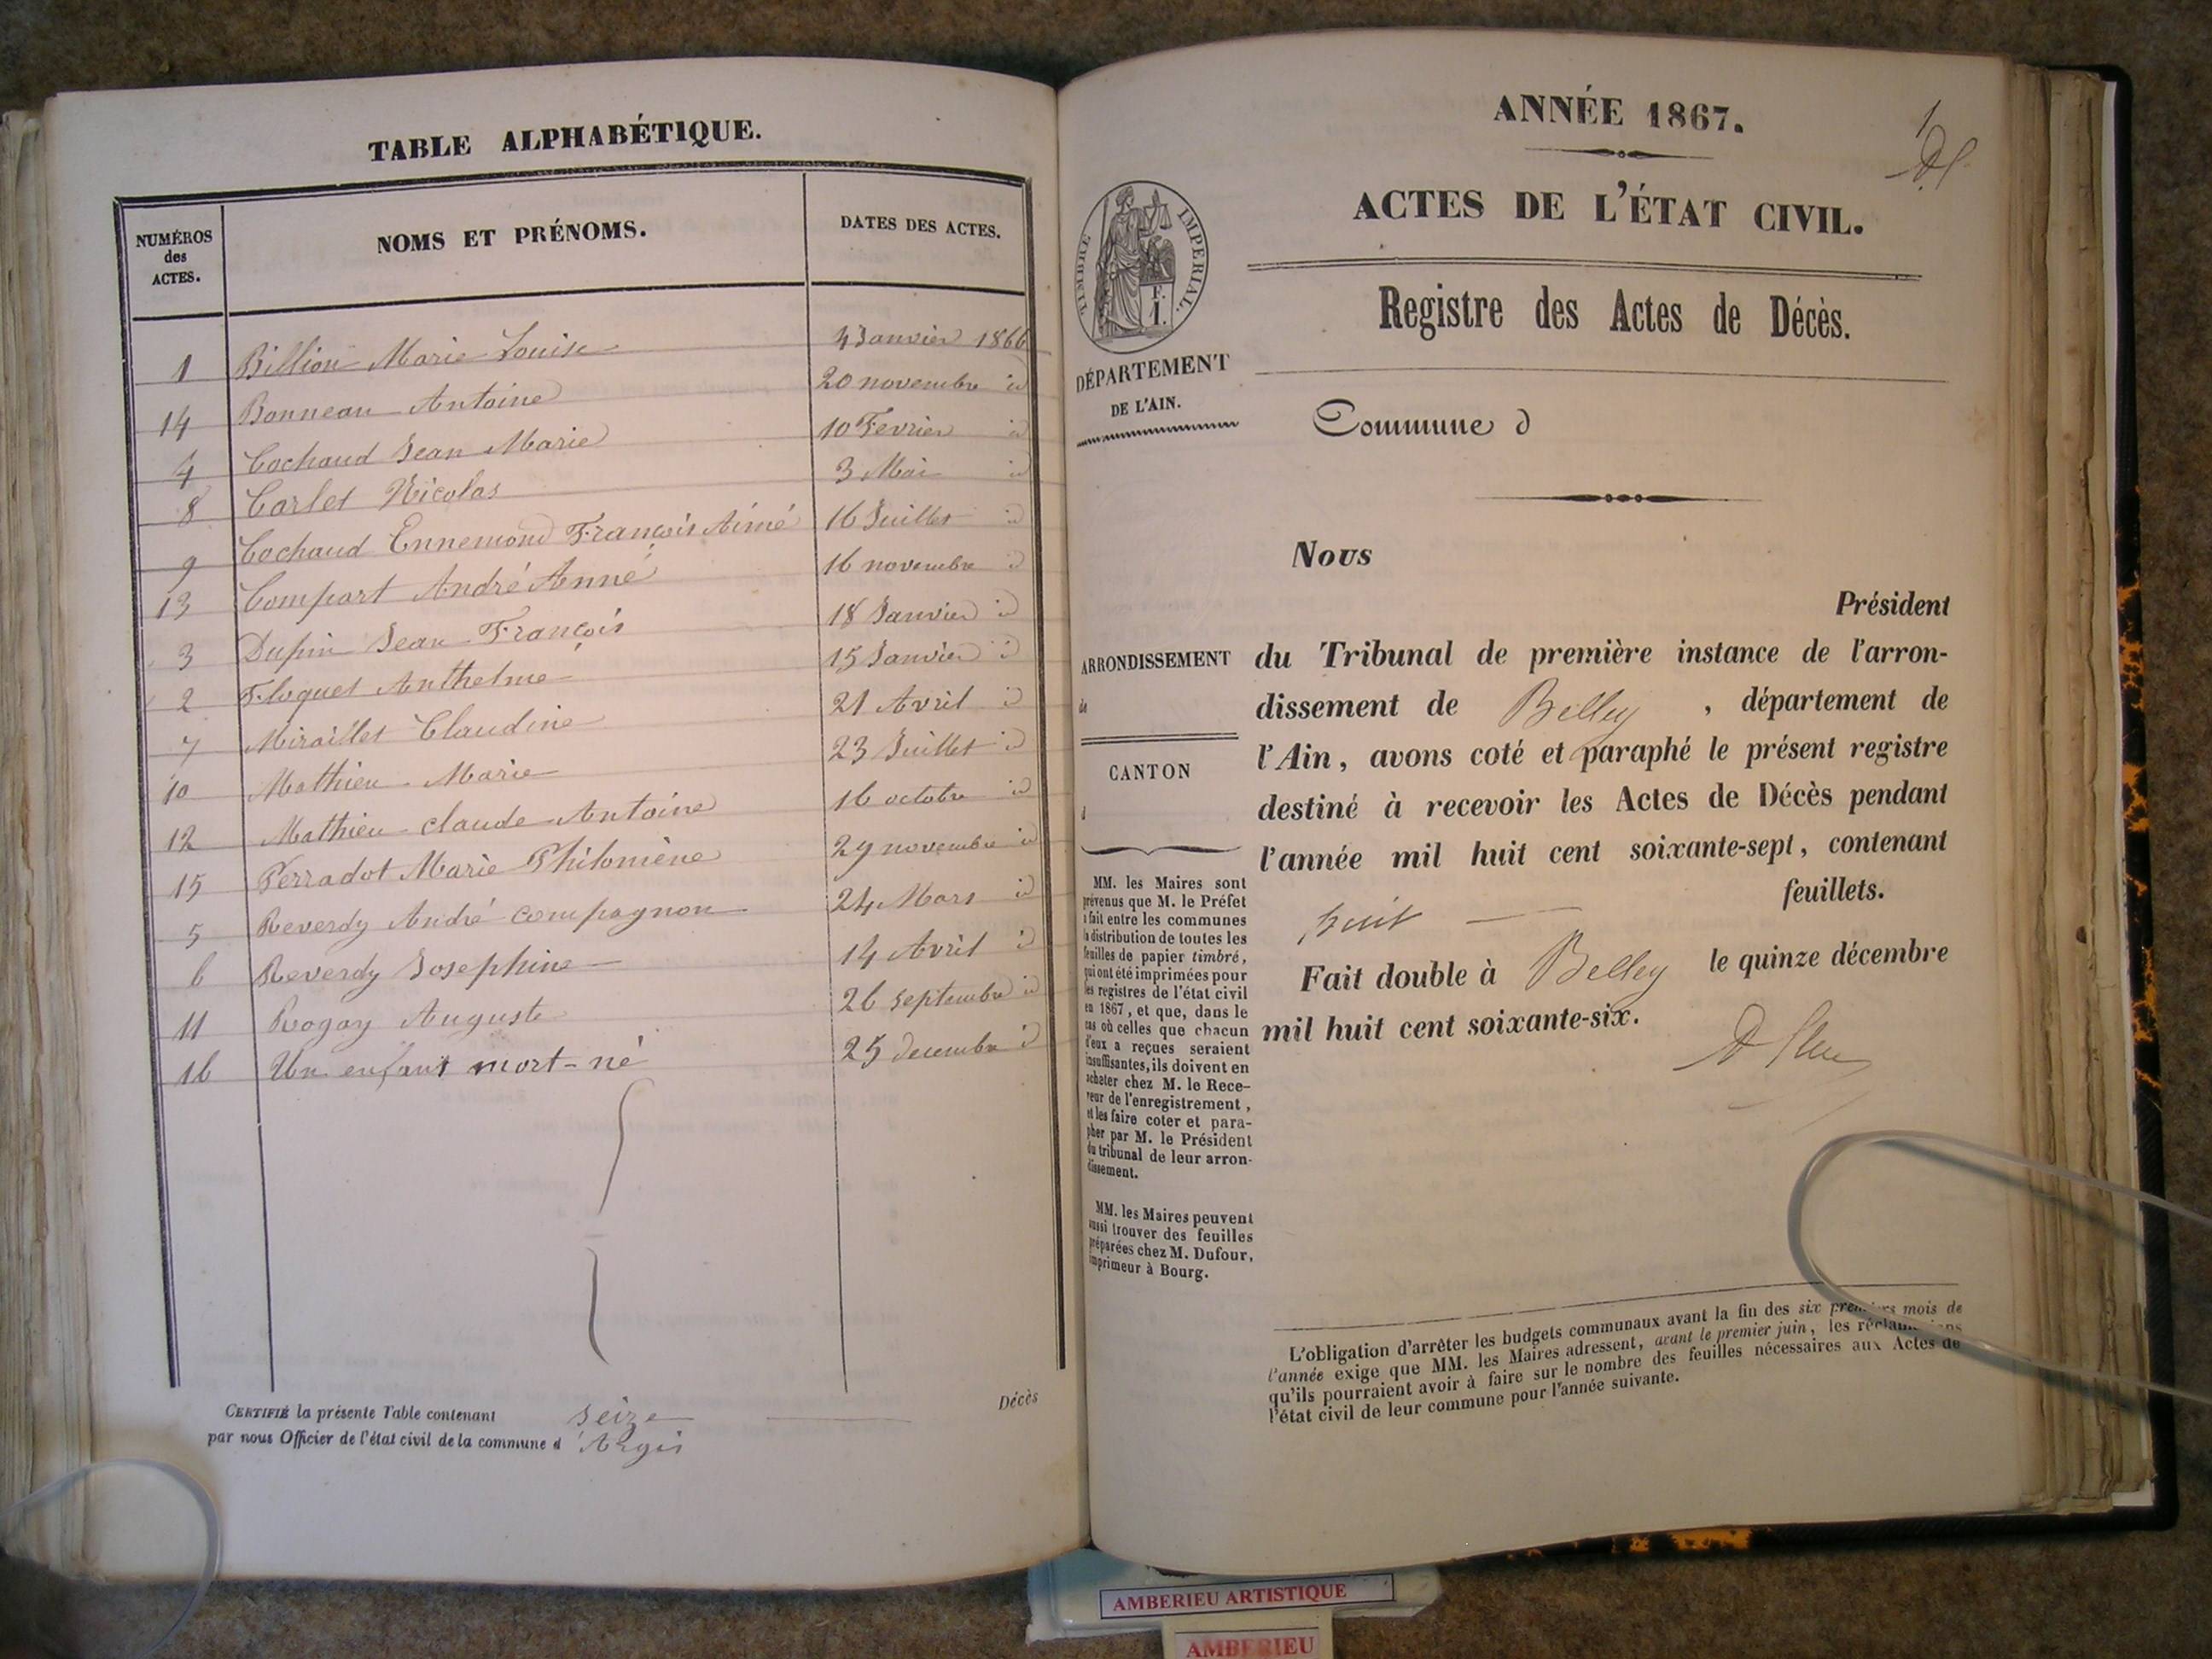 TABLE ALPHABÉTIQUE.
NUMÉROS des ACTES. NOMS ET PRÉNOMS. DATES DES ACTES.
1 Billion Marie Louise 4 Janvier 1866
14 Bonneau Antoine 20 novembre id
4 Cochaud Jean Marie 10 Fevrier id
8 Carlet Nicolas 3 Mai id
9 Cochaud Ennemond François Aimé 16 Juillet id
13 Compart André Anne 16 novembre id
3 Dupin Jean François 18 Janvier id
2 Floquet Anthelme 15 Janvier id
7 Miraillet Claudine 21 Avril id
10 Mathieu Marie 23 Juillet id
12 Mathieu claude Antoine 16 octobre id
15 Perradot Marie Philomène 29 novembre id
5 Reverdy André compagnon 24 Mars id
6 Reverdy Josephine 14 Avril id
11 Rogay Auguste 26 septembre id
16 Un enfant mort-né 25 decembre id
Décès
CERTIFIÉ la présente Table contenant seize
par nous Officier de l'état civil de la commune d'Argis
ANNÉE 1867.
1
ACTES DE L'ÉTAT CIVIL.
TIMBRE IMPERIAL.
F.
I.
Registre des Actes de Décès.
DÉPARTEMENT
DE L'AIN.
Commune d
Nous
Président
du Tribunal de première instance de l'arron-
dissement de Belley, département de
l'Ain, avons coté et paraphé le présent registre
destiné à recevoir les Actes de Décès pendant
l'année mil huit cent soixante-sept, contenant
huit feuillets.
Fait double à Belley le quinze décembre
mil huit cent soixante-six.
ARRONDISSEMENT
de
CANTON
d
MM. les Maires sont
prévenus que M. le Préfet
a fait entre les communes
la distribution de toutes les
feuilles de papier timbré,
qui ont été imprimées pour
les registres de l'état civil
en 1867, et que, dans le
cas où celles que chacun
d'eux a reçues seraient
insuffisantes, ils doivent en
acheter chez M. le Rece-
veur de l'enregistrement,
et les faire coter et para-
pher par M. le Président
du tribunal de leur arron-
dissement.
MM. les Maires peuvent
aussi trouver des feuilles
préparées chez M. Dufour,
imprimeur à Bourg.
L'obligation d'arrêter les budgets communaux avant la fin des six premiers mois de
l'année exige que MM. les Maires adressent, avant le premier juin, les réclamations
qu'ils pourraient avoir à faire sur le nombre des feuilles nécessaires aux Actes de
l'état civil de leur commune pour l'année suivante.
AMBERIEU ARTISTIQUE
AMBERIEU